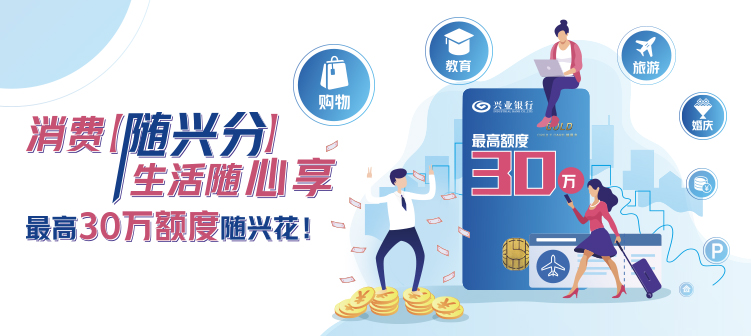 消费【随兴分】
生活随心享
最高30万额度随兴花！
购物
教育
旅游
婚庆
兴业银行
最高额度
30万
P